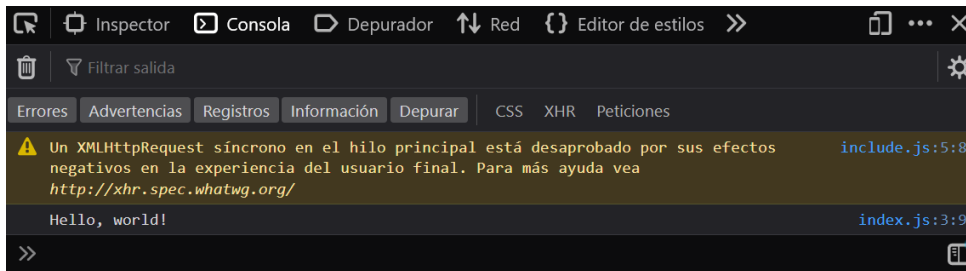 Inspector Consola Depurador Red Editor de estilos
Filtrar salida
Errores Advertencias Registros Información Depurar CSS XHR Peticiones
Un XMLHttpRequest síncrono en el hilo principal está desaprobado por sus efectos include.js:5:8
negativos en la experiencia del usuario final. Para más ayuda vea
http://xhr.spec.whatwg.org/
Hello, world! index.js:3:9